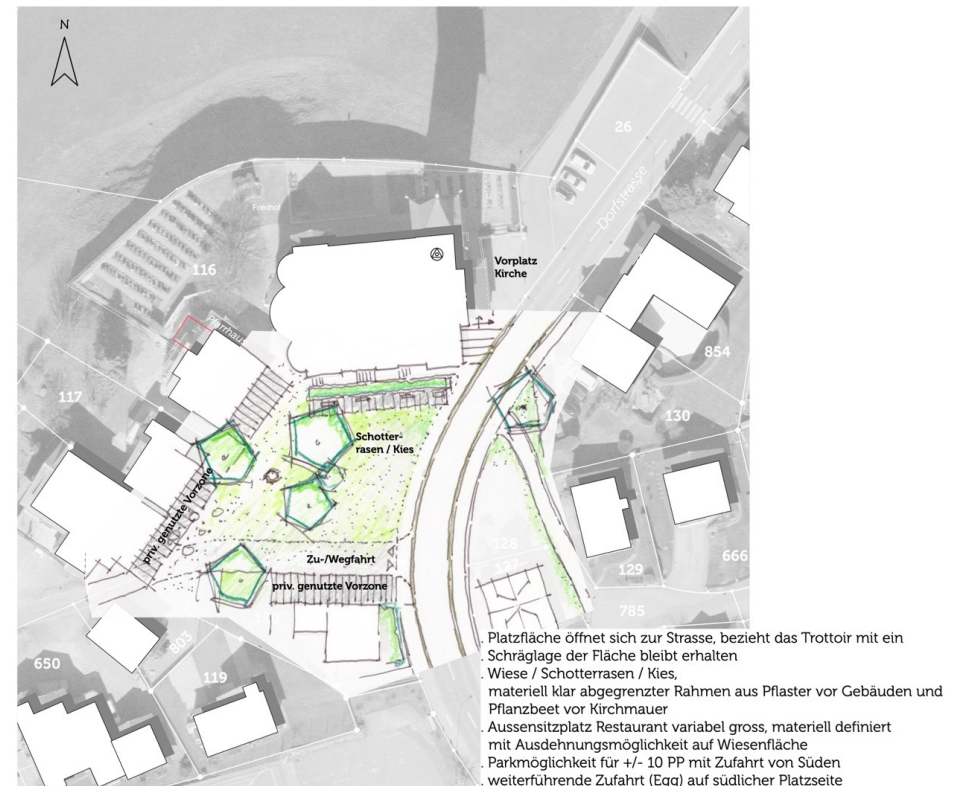 N
26
Dorfstrasse
Friedhof
116
Vorplatz
Kirche
Pfarrhaus
854
117
130
Schotter-
rasen / Kies
priv. genutzte Vorzone
128
127
Zu-/Wegfahrt
priv. genutzte Vorzone
129
666
785
803
650
119
. Platzfläche öffnet sich zur Strasse, bezieht das Trottoir mit ein
. Schräglage der Fläche bleibt erhalten
. Wiese / Schotterrasen / Kies,
materiell klar abgegrenzter Rahmen aus Pflaster vor Gebäuden und
Pflanzbeet vor Kirchmauer
. Aussensitzplatz Restaurant variabel gross, materiell definiert
mit Ausdehnungsmöglichkeit auf Wiesenfläche
. Parkmöglichkeit für +/- 10 PP mit Zufahrt von Süden
. weiterführende Zufahrt (Egg) auf südlicher Platzseite